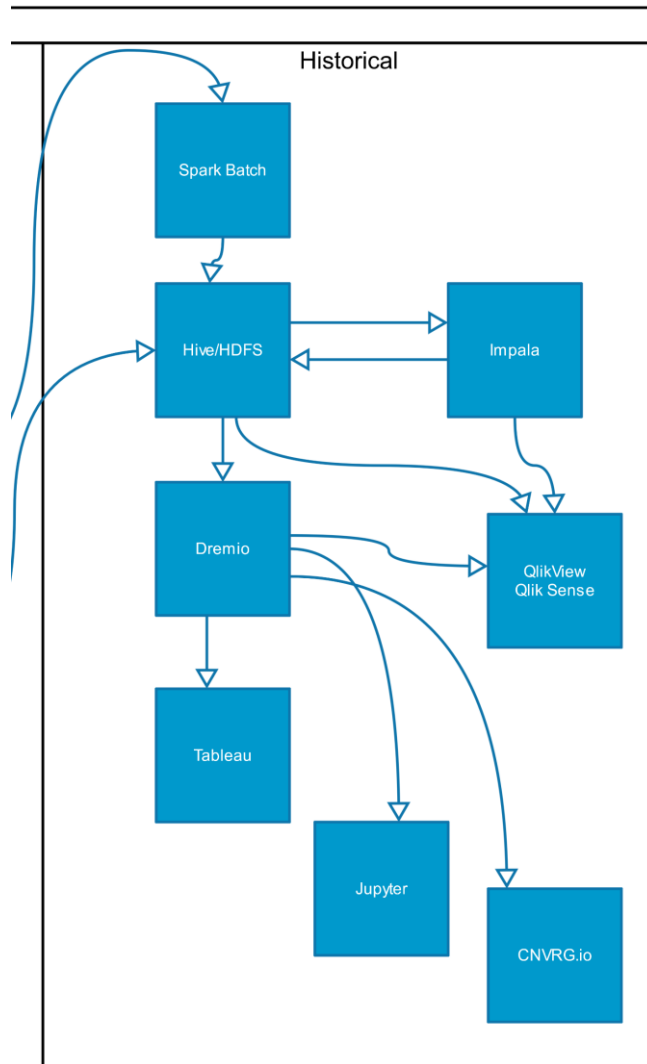 Historical
Spark Batch
Hive/HDFS
Impala
Dremio
QlikView
Qlik Sense
Tableau
Jupyter
CNVRG.io